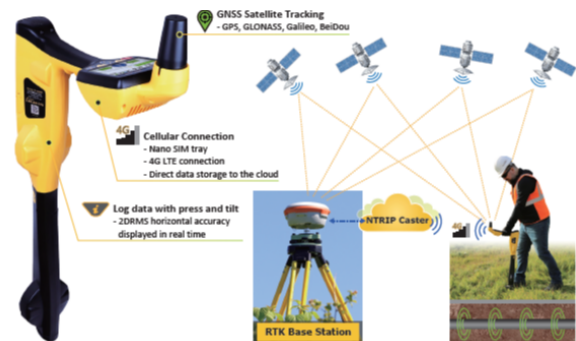 GNSS Satellite Tracking
- GPS, GLONASS, Galileo, BeiDou
4G
Cellular Connection
- Nano SIM tray
- 4G LTE connection
- Direct data storage to the cloud
Log data with press and tilt
- 2DRMS horizontal accuracy
displayed in real time
NTRIP Caster
4G
RTK Base Station